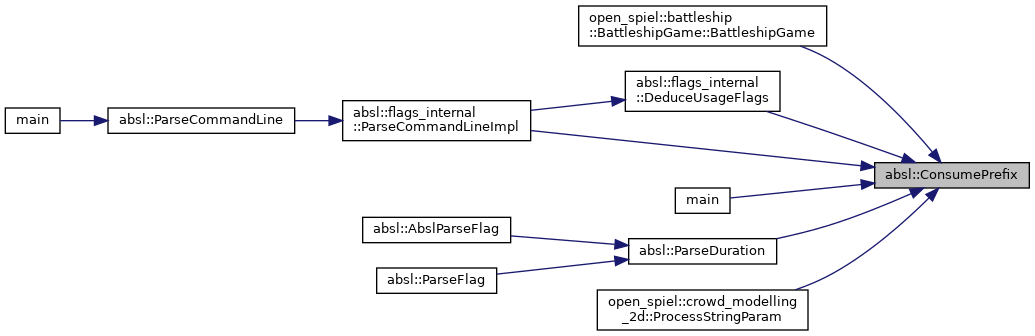 open_spiel::battleship
::BattleshipGame::BattleshipGame
absl::flags_internal
::DeduceUsageFlags
main
absl::ParseCommandLine
absl::flags_internal
::ParseCommandLineImpl
absl::ConsumePrefix
main
absl::AbslParseFlag
absl::ParseDuration
absl::ParseFlag
open_spiel::crowd_modelling
_2d::ProcessStringParam